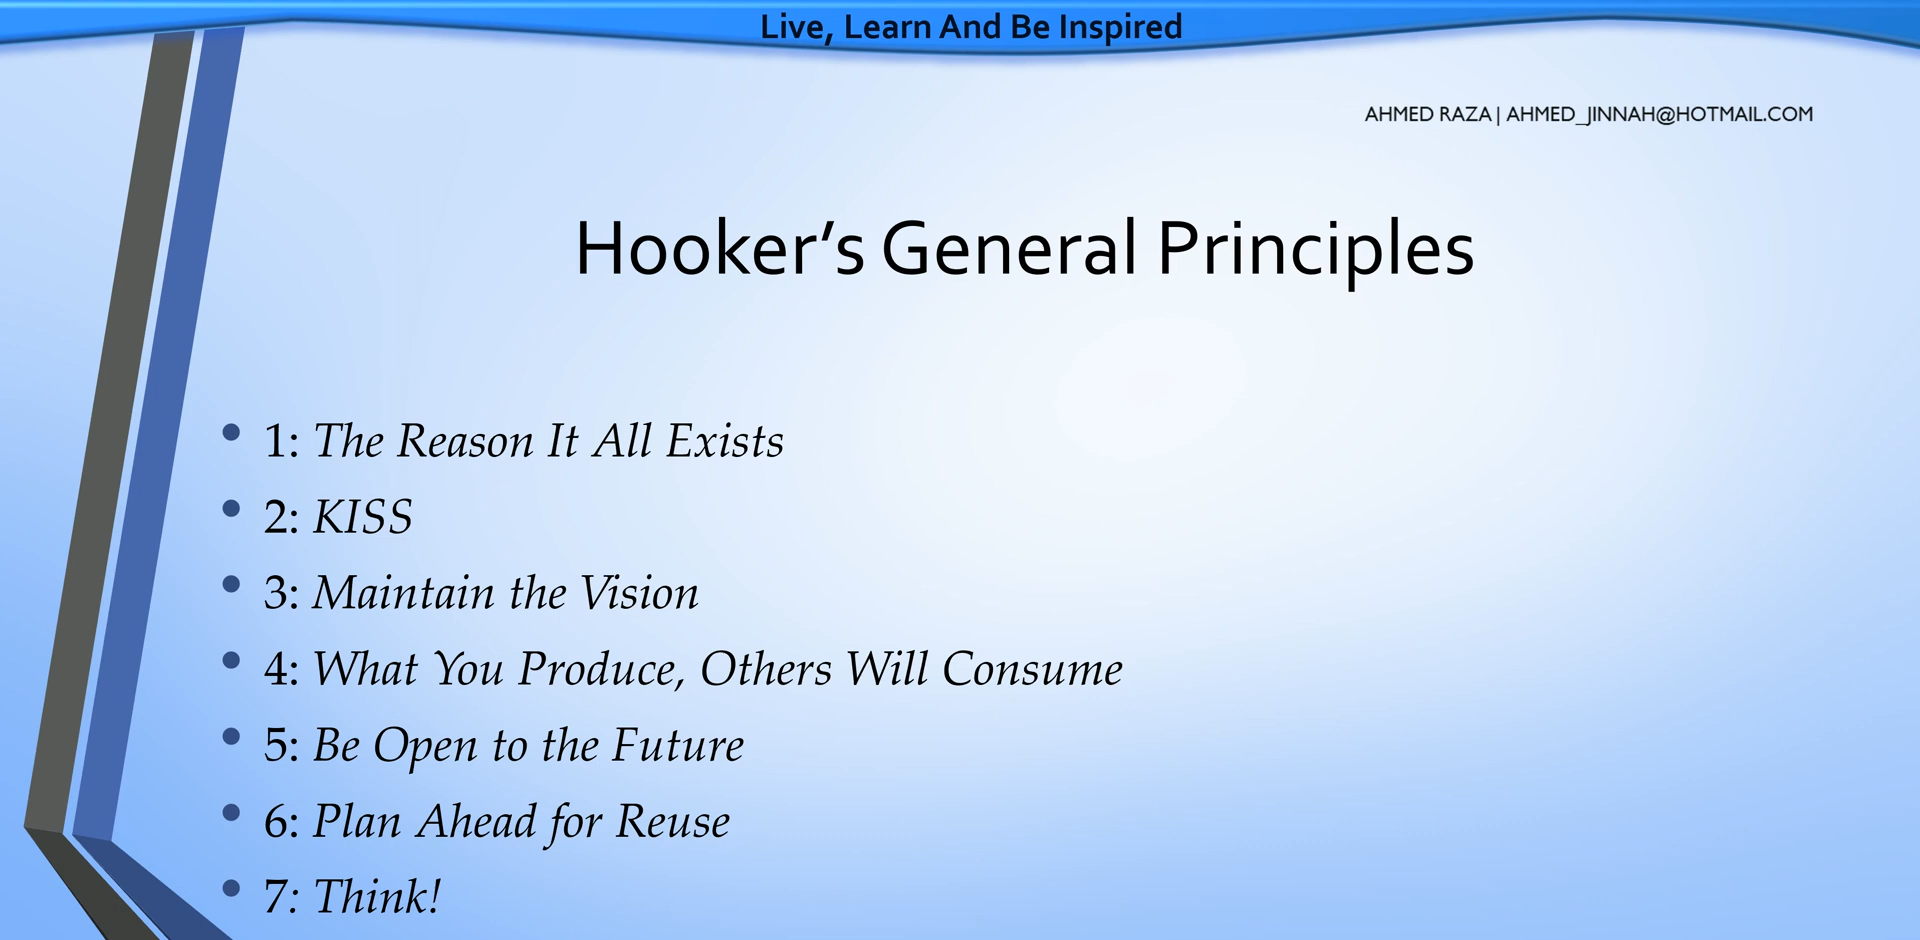 Live, Learn And Be Inspired
AHMED RAZA | AHMED_JINNAH@HOTMAIL.COM
Hooker’s General Principles
• 1: The Reason It All Exists
• 2: KISS
• 3: Maintain the Vision
• 4: What You Produce, Others Will Consume
• 5: Be Open to the Future
• 6: Plan Ahead for Reuse
• 7: Think!